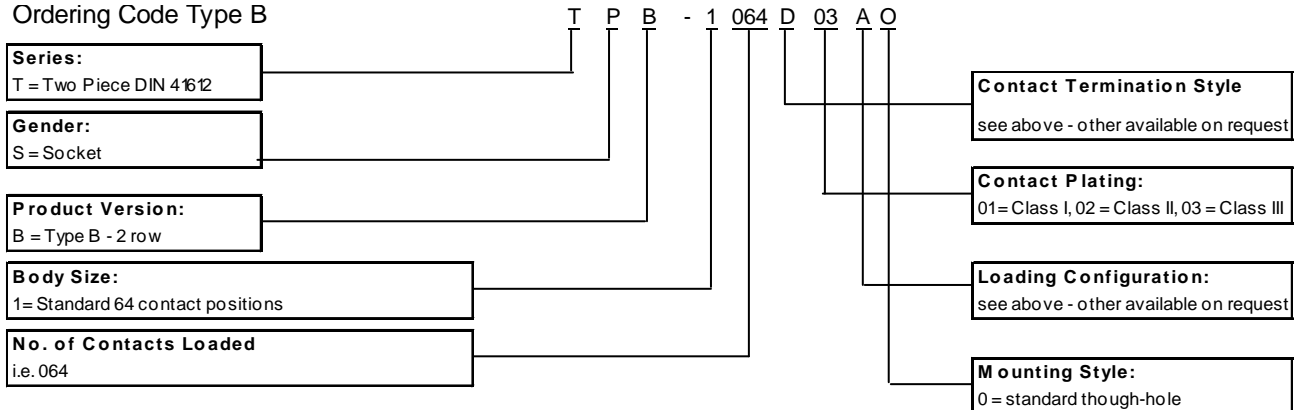 Ordering Code Type B
T P B - 1 064 D 03 A O
Series:
T = Two Piece DIN 41612
Gender:
S = Socket
Product Version:
B = Type B - 2 row
Body Size:
1= Standard 64 contact positions
No. of Contacts Loaded
i.e. 064
Contact Termination Style
see above - other available on request
Contact Plating:
01= Class I, 02 = Class II, 03 = Class III
Loading Configuration:
see above - other available on request
Mounting Style:
0 = standard though-hole